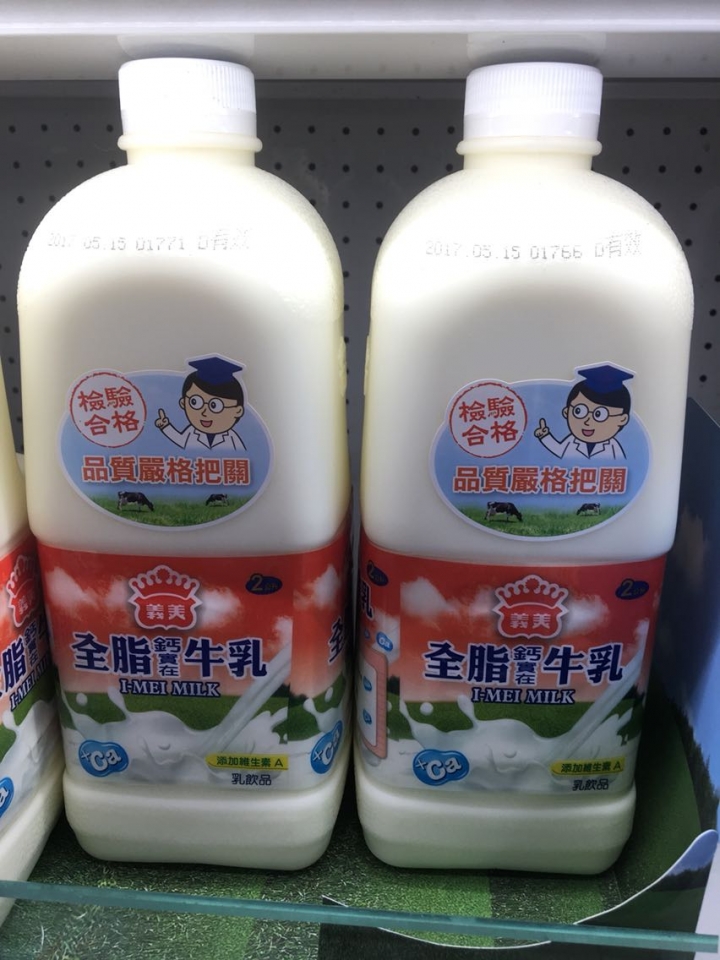 2017.05.15 01771 D有效
檢驗
合格
品質嚴格把關
義美
全脂鈣實在牛乳
I-MEI MILK
+Ca
添加維生素 A
乳飲品
2017.05.15 01766 D有效
檢驗
合格
品質嚴格把關
義美
全脂鈣實在牛乳
I-MEI MILK
+Ca
添加維生素 A
乳飲品